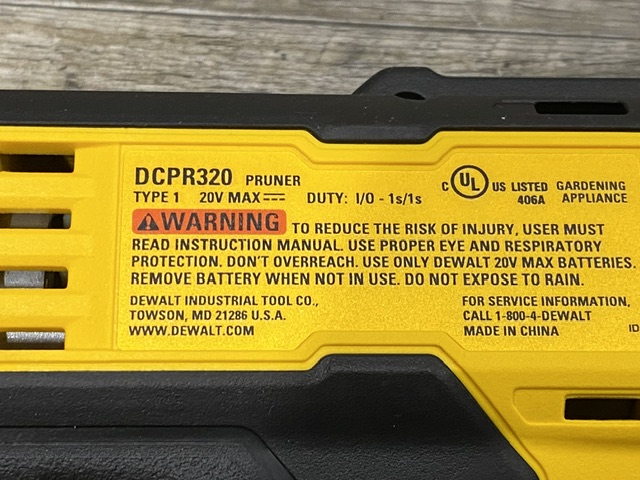 DCPR320 PRUNER
TYPE 1 20V MAX DUTY: I/O - 1s/1s
C UL US LISTED 406A
GARDENING APPLIANCE
WARNING TO REDUCE THE RISK OF INJURY, USER MUST
READ INSTRUCTION MANUAL. USE PROPER EYE AND RESPIRATORY
PROTECTION. DON'T OVERREACH. USE ONLY DEWALT 20V MAX BATTERIES.
REMOVE BATTERY WHEN NOT IN USE. DO NOT EXPOSE TO RAIN.
DEWALT INDUSTRIAL TOOL CO.,
TOWSON, MD 21286 U.S.A.
WWW.DEWALT.COM
FOR SERVICE INFORMATION,
CALL 1-800-4-DEWALT
MADE IN CHINA
ID